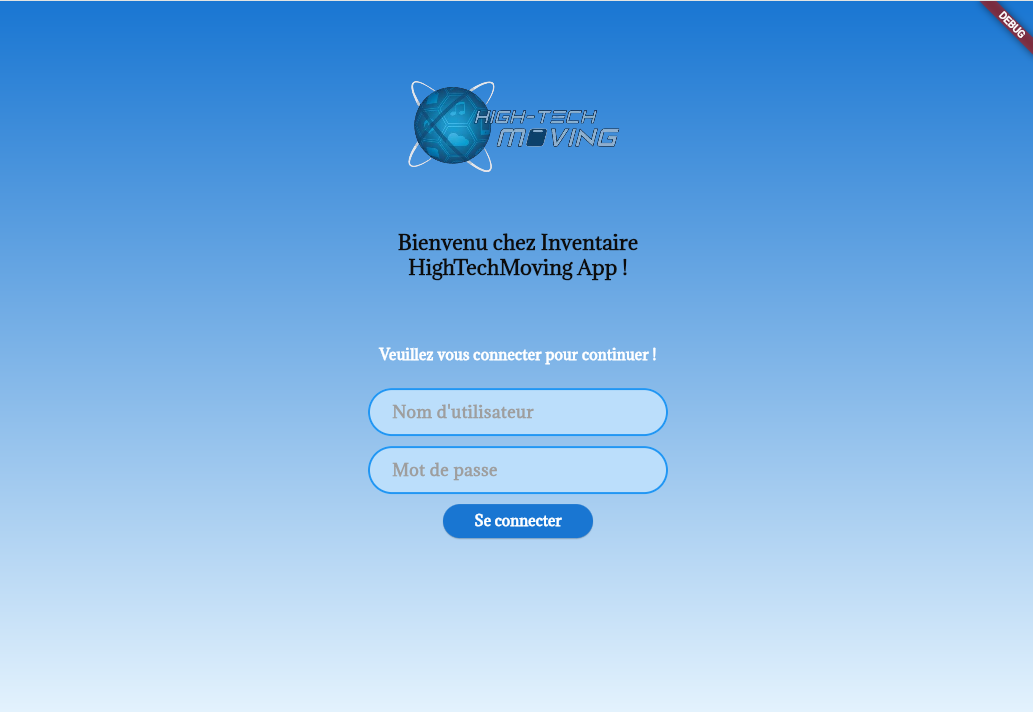 DEBUG
HIGH-TECH
MOVING
Bienvenu chez Inventaire
HighTechMoving App !
Veuillez vous connecter pour continuer !
Nom d'utilisateur
Mot de passe
Se connecter